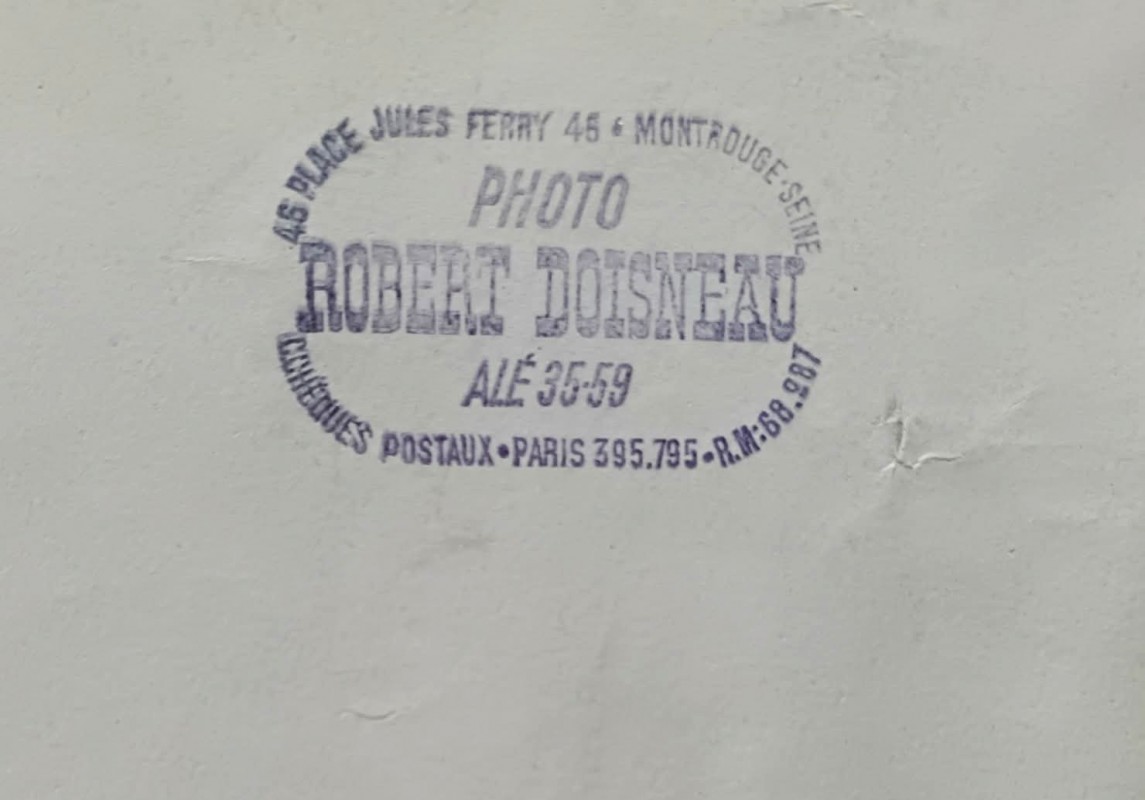 46 PLACE JULES FERRY 46 • MONTROUGE-SEINE
PHOTO
ROBERT DOISNEAU
ALÉ 35-59
CCHÈQUES POSTAUX • PARIS 395.795 • R.M:68.987